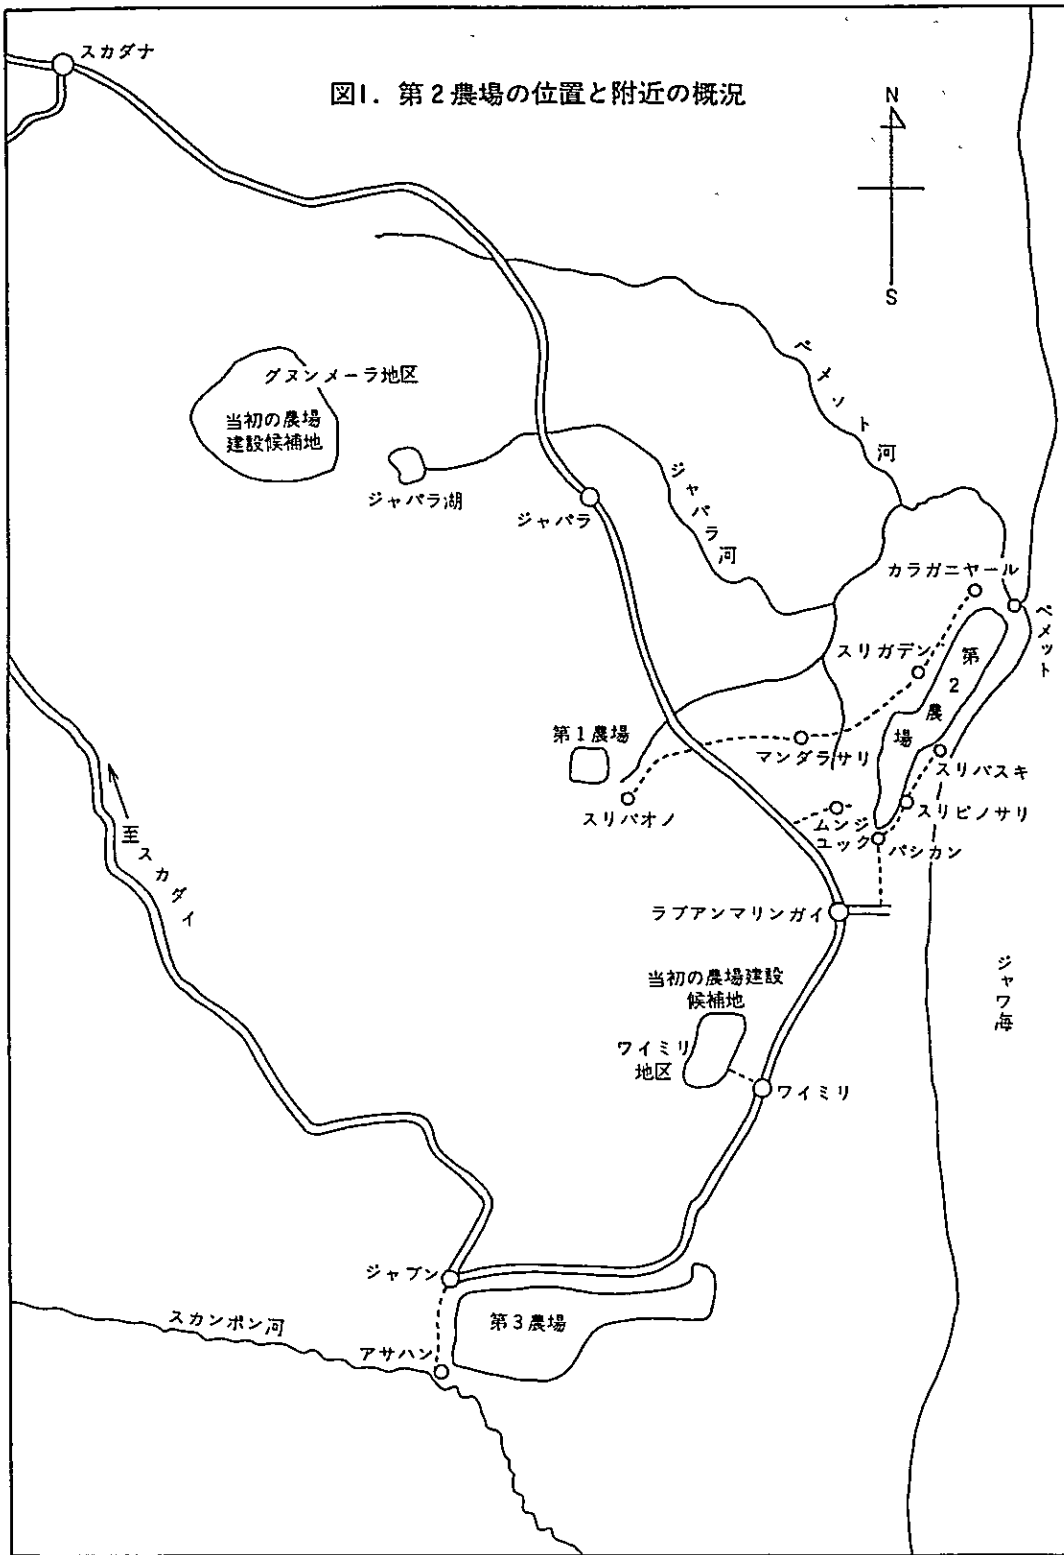 スカダナ
図1. 第2農場の位置と附近の概況
N
S
ペメット河
グヌンメーラ地区
当初の農場
建設候補地
ジャパラ湖
ジャパラ
ジャパラ河
カラガニヤール
ペメット
スリガデン
第2農場
第1農場
マンダラサリ
スリバスキ
スリバオノ
ムンジ
ユック
スリピノサリ
パシカン
至スカダイ
ラブアンマリンガイ
ジャワ海
当初の農場建設
候補地
ワイミリ
地区
ワイミリ
ジャブン
スカンポン河
第3農場
アサハン